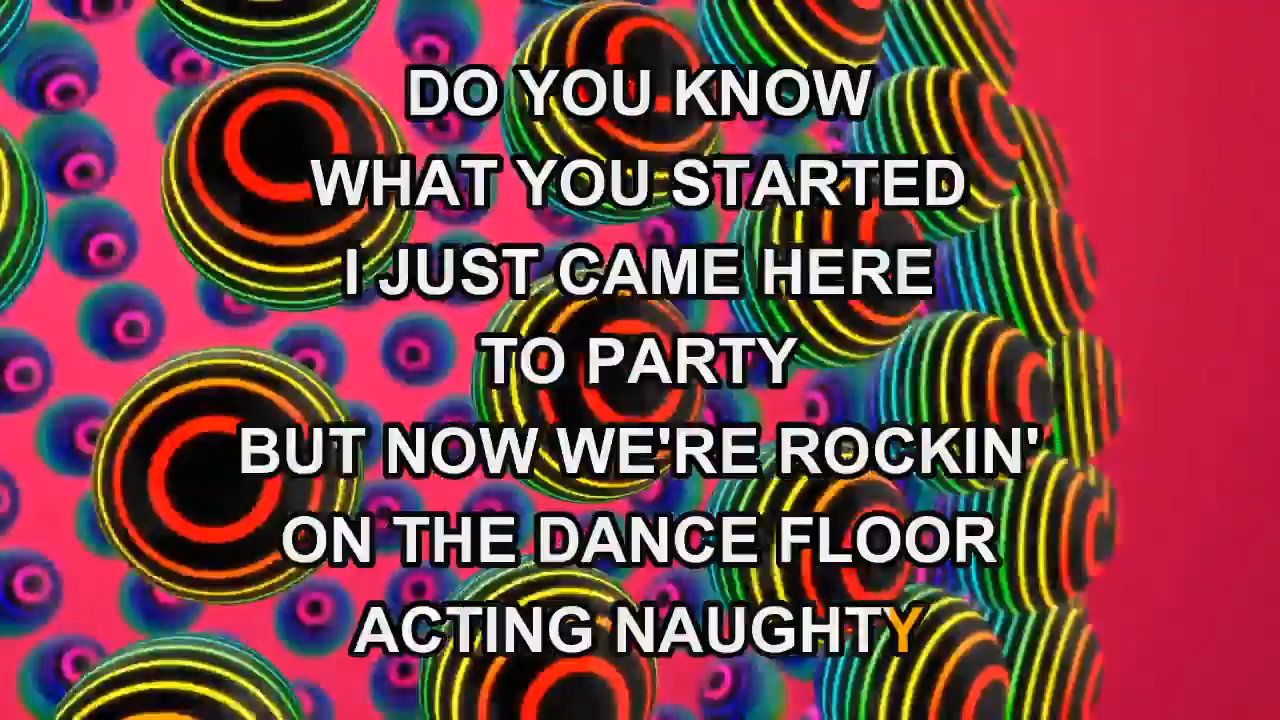 DO YOU KNOW
WHAT YOU STARTED
I JUST CAME HERE
TO PARTY
BUT NOW WE'RE ROCKIN'
ON THE DANCE FLOOR
ACTING NAUGHTY